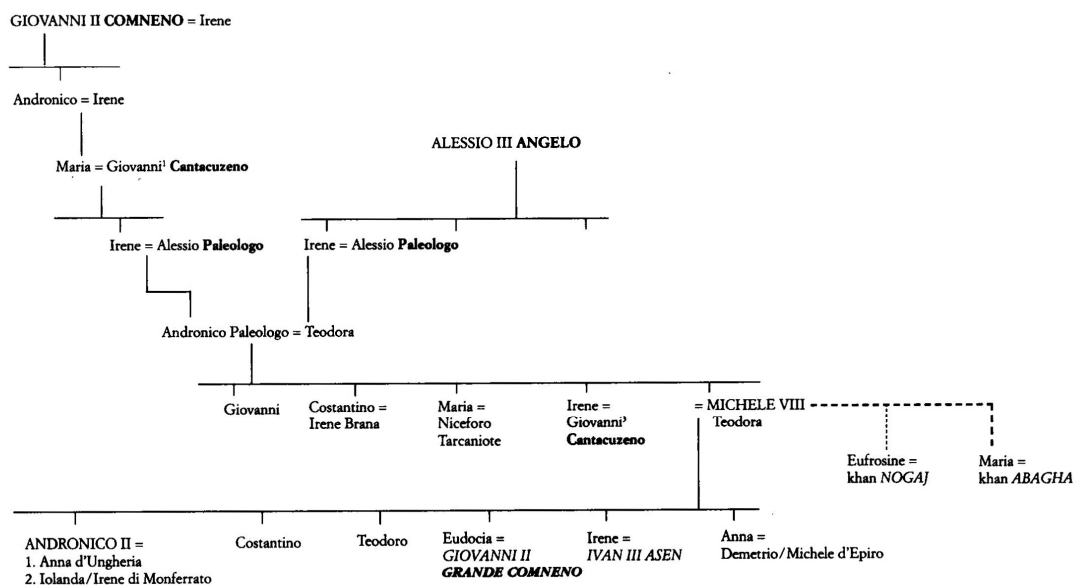 GIOVANNI II COMNENO = Irene
Andronico = Irene
ALESSIO III ANGELO
Maria = Giovanni¹ Cantacuzeno
Irene = Alessio Paleologo
Irene = Alessio Paleologo
Andronico Paleologo = Teodora
Giovanni
Costantino =
Irene Brana
Maria =
Niceforo
Tarcaniote
Irene =
Giovanni³
Cantacuzeno
= MICHELE VIII
Teodora
Eufrosine =
khan NOGAJ
Maria =
khan ABAGHA
ANDRONICO II =
1. Anna d'Ungheria
2. Iolanda/Irene di Monferrato
Costantino
Teodoro
Eudocia =
GIOVANNI II
GRANDE COMNENO
Irene =
IVAN III ASEN
Anna =
Demetrio/Michele d'Epiro